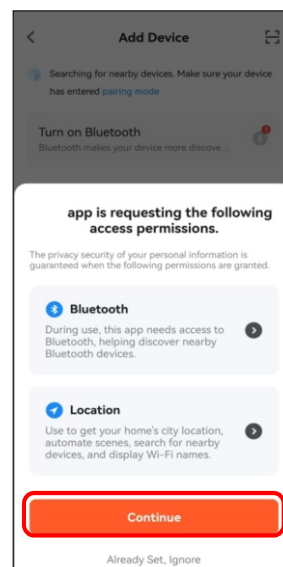 Add Device
Searching for nearby devices. Make sure your device
has entered pairing mode
Turn on Bluetooth
Bluetooth makes your device more discove...
app is requesting the following
access permissions.
The privacy security of your personal information is
guaranteed when the following permissions are granted.
Bluetooth
During use, this app needs access to
Bluetooth, helping discover nearby
Bluetooth devices.
Location
Use to get your home's city location,
automate scenes, search for nearby
devices, and display Wi-Fi names.
Continue
Already Set, Ignore